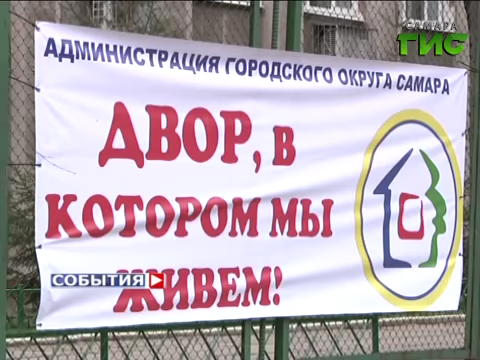 САМАРА
ГИС
АДМИНИСТРАЦИЯ ГОРОДСКОГО ОКРУГА САМАРА
ДВОР, В
КОТОРОМ МЫ
ЖИВЕМ!
СОБЫТИЯ